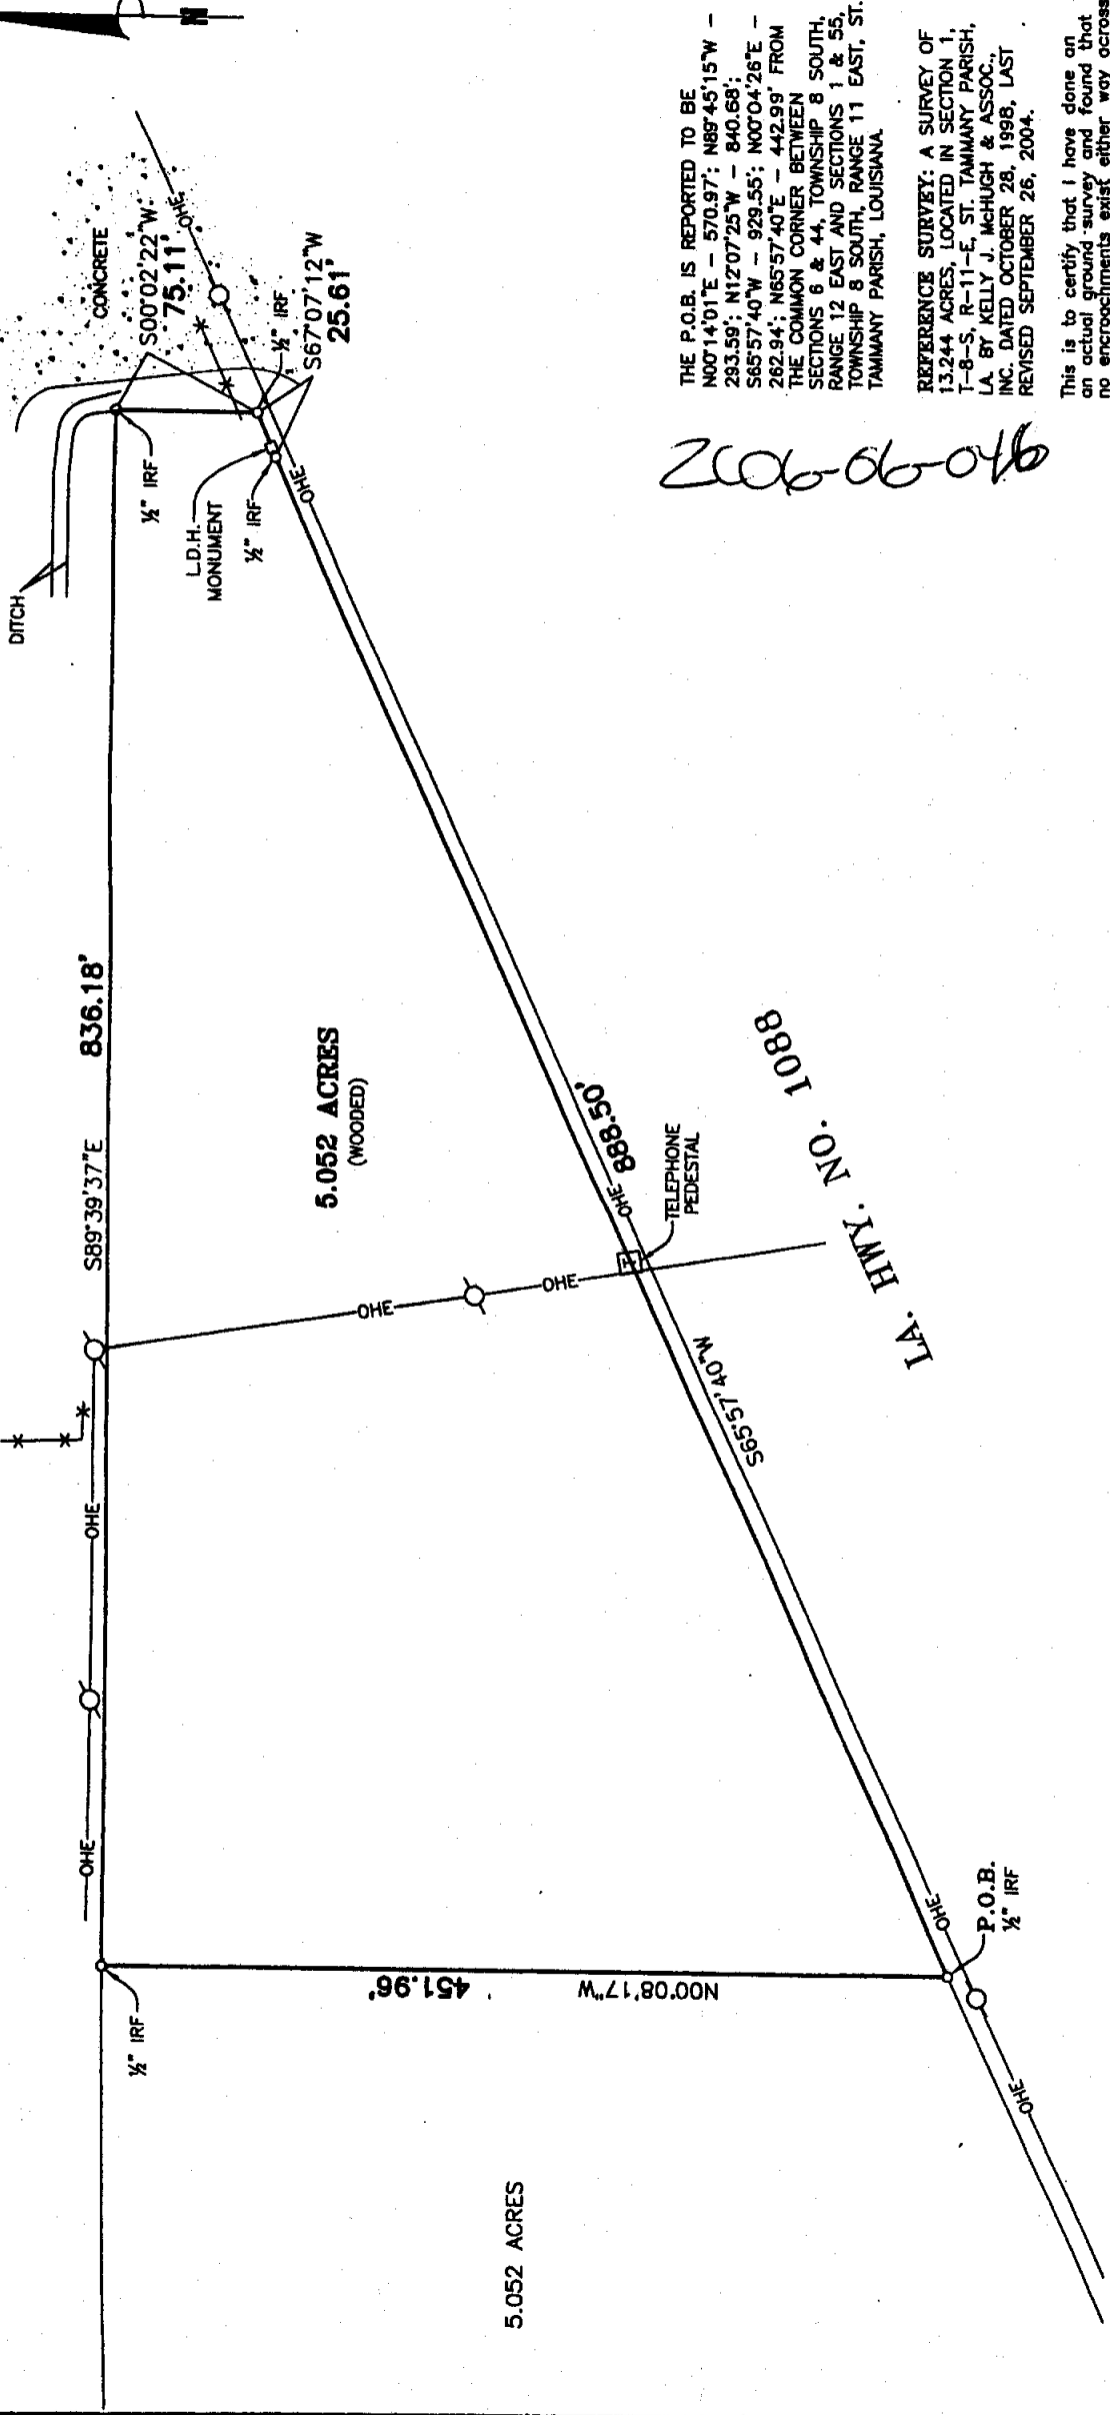 N
DITCH
CONCRETE
S00°02'22"W
75.11'
OHE
½" IRF
½" IRF
S67°07'12"W
25.61'
L.D.H.
MONUMENT
½" IRF
OHE
S89°39'37"E 836.18'
5.052 ACRES
(WOODED)
OHE
OHE
OHE
OHE
OHE
888.50'
TELEPHONE
PEDESTAL
T
S65°57'40"W
LA. HWY. NO. 1088
½" IRF
N00°08'17"W 451.96'
OHE
P.O.B.
½" IRF
OHE
5.052 ACRES
THE P.O.B. IS REPORTED TO BE
N00°14'01"E – 570.97'; N89°45'15"W –
293.59'; N12°07'25"W – 840.68';
S65°57'40"W – 929.55'; N00°04'26"E –
262.94'; N65°57'40"E – 442.99' FROM
THE COMMON CORNER BETWEEN
SECTIONS 6 & 44, TOWNSHIP 8 SOUTH,
RANGE 12 EAST AND SECTIONS 1 & 55,
TOWNSHIP 8 SOUTH, RANGE 11 EAST, ST.
TAMMANY PARISH, LOUISIANA.
REFERENCE SURVEY: A SURVEY OF
13.244 ACRES, LOCATED IN SECTION 1,
T-8-S, R-11-E, ST. TAMMANY PARISH,
LA. BY KELLY J. McHUGH & ASSOC.,
INC. DATED OCTOBER 28, 1998, LAST
REVISED SEPTEMBER 26, 2004.
This is to certify that I have done an
an actual ground survey and found that
no encroachments exist either way across
ZC06-06-046